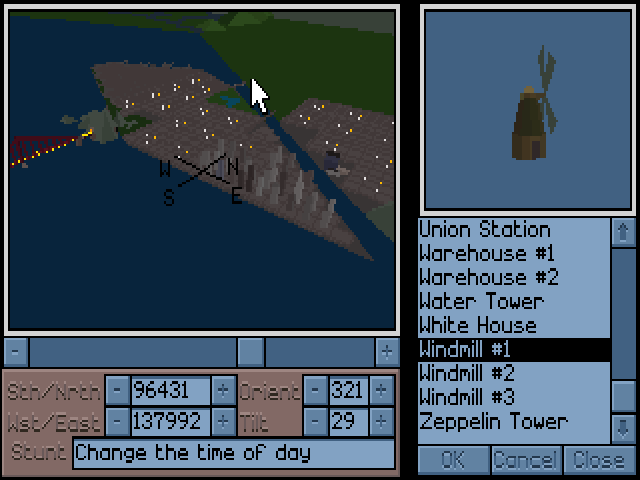 W N
S E
Union Station
Warehouse #1
Warehouse #2
Water Tower
White House
Windmill #1
Windmill #2
Windmill #3
Zeppelin Tower
- +
Sth/Nrth - 96431 + Orient - 321 +
Wst/East - 137992 + Tilt - 29 +
Stunt Change the time of day
OK Cancel Close